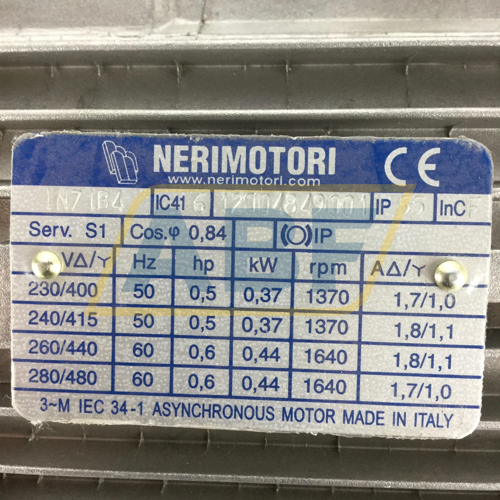 NERIMOTORI CE
www.nerimotori.com
IN71B4 IC41 6 IP 55 InCl F
Serv. S1 Cos.φ 0,84 IP
VΔ/Y Hz hp kW rpm AΔ/Y
230/400 50 0,5 0,37 1370 1,7/1,0
240/415 50 0,5 0,37 1370 1,8/1,1
260/440 60 0,6 0,44 1640 1,8/1,1
280/480 60 0,6 0,44 1640 1,7/1,0
3~M IEC 34-1 ASYNCHRONOUS MOTOR MADE IN ITALY